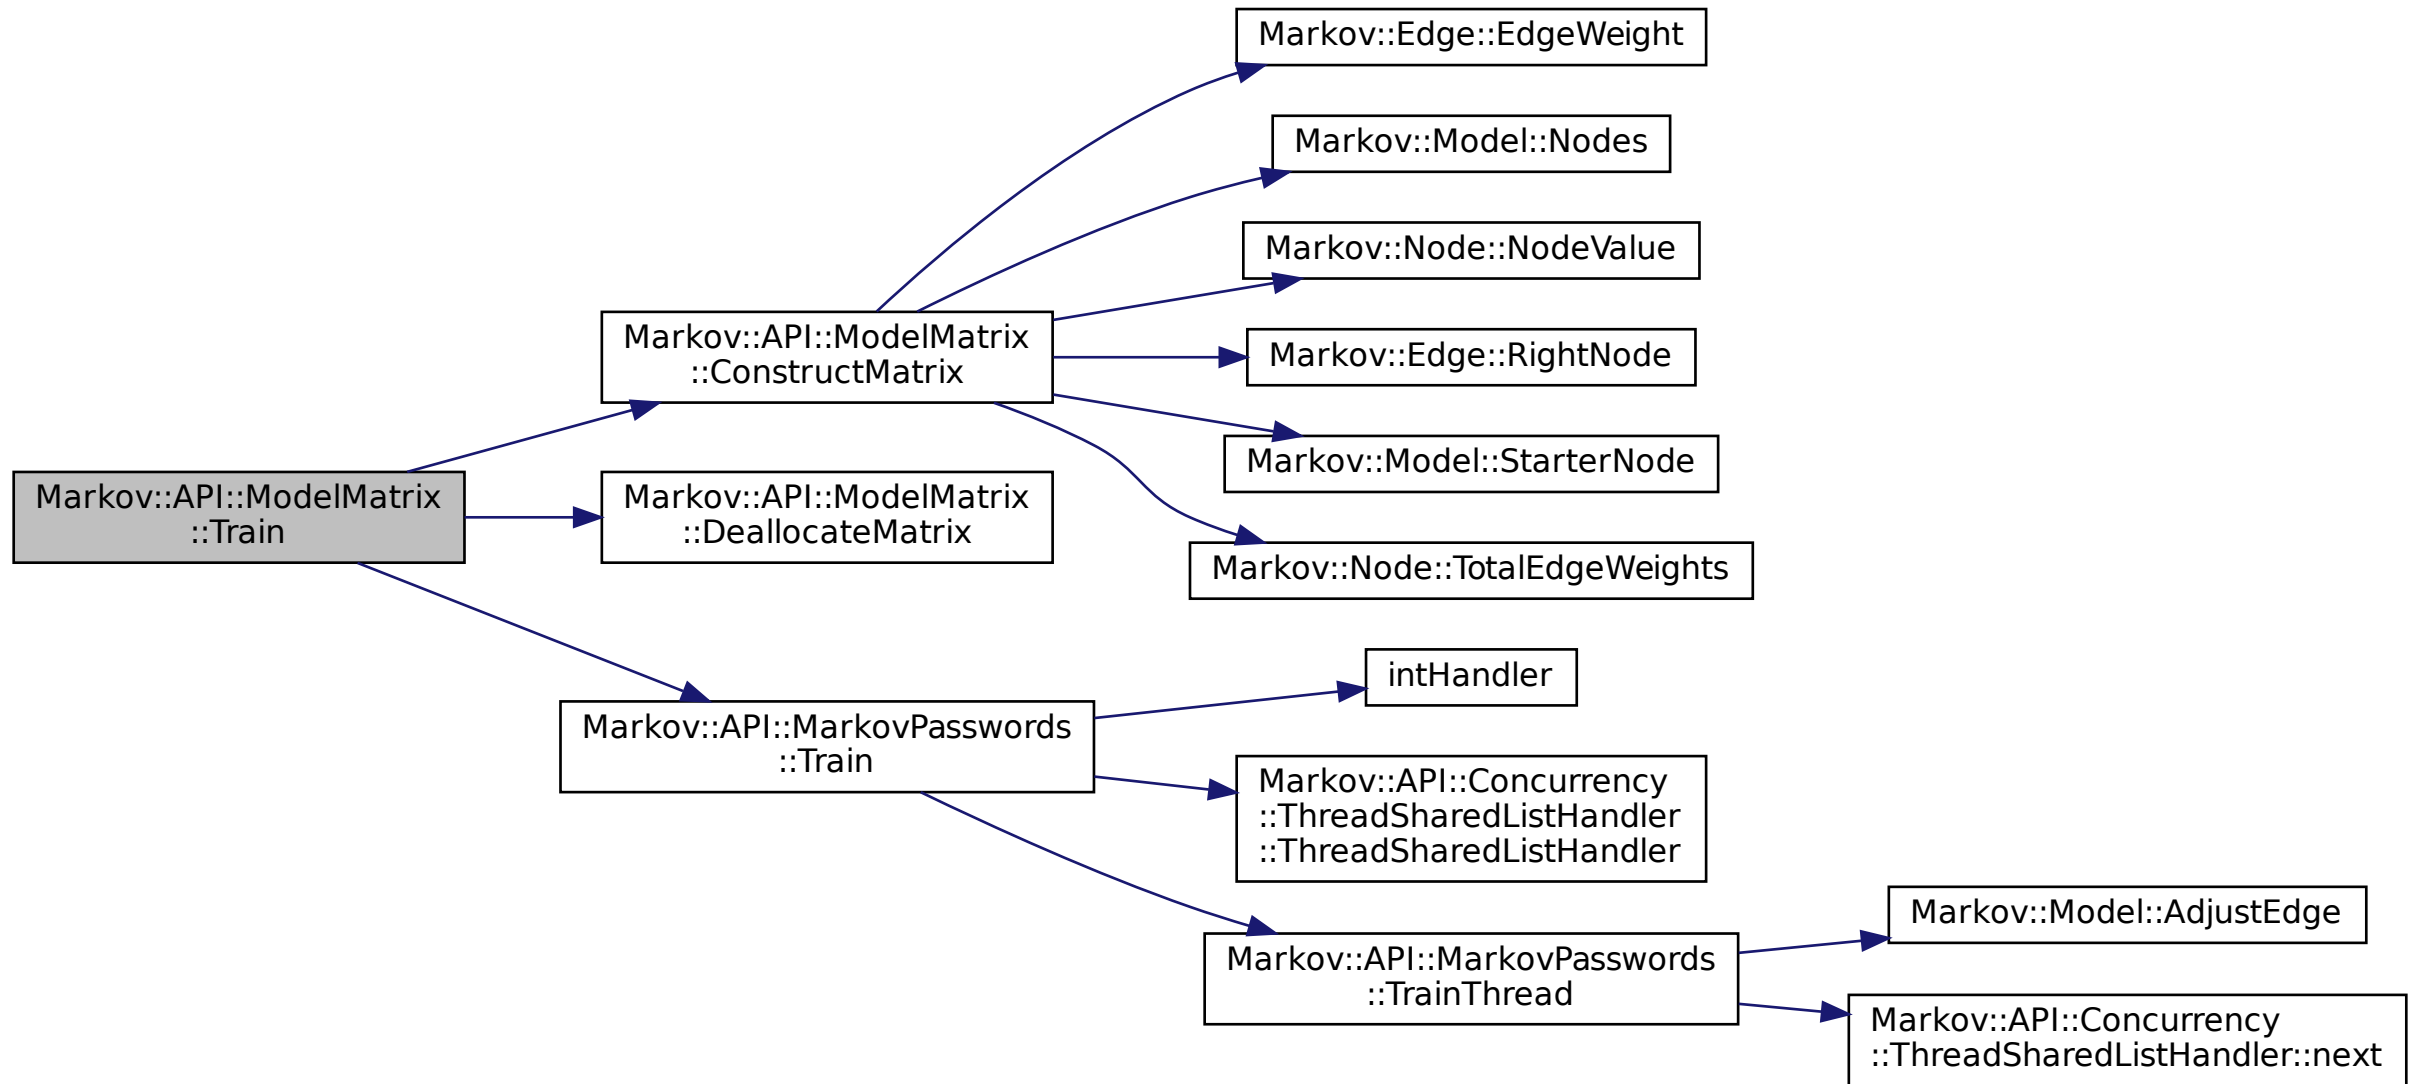 Markov::Edge::EdgeWeight
Markov::Model::Nodes
Markov::Node::NodeValue
Markov::API::ModelMatrix
::ConstructMatrix
Markov::Edge::RightNode
Markov::Model::StarterNode
Markov::API::ModelMatrix
::Train
Markov::API::ModelMatrix
::DeallocateMatrix
Markov::Node::TotalEdgeWeights
intHandler
Markov::API::MarkovPasswords
::Train
Markov::API::Concurrency
::ThreadSharedListHandler
::ThreadSharedListHandler
Markov::Model::AdjustEdge
Markov::API::MarkovPasswords
::TrainThread
Markov::API::Concurrency
::ThreadSharedListHandler::next